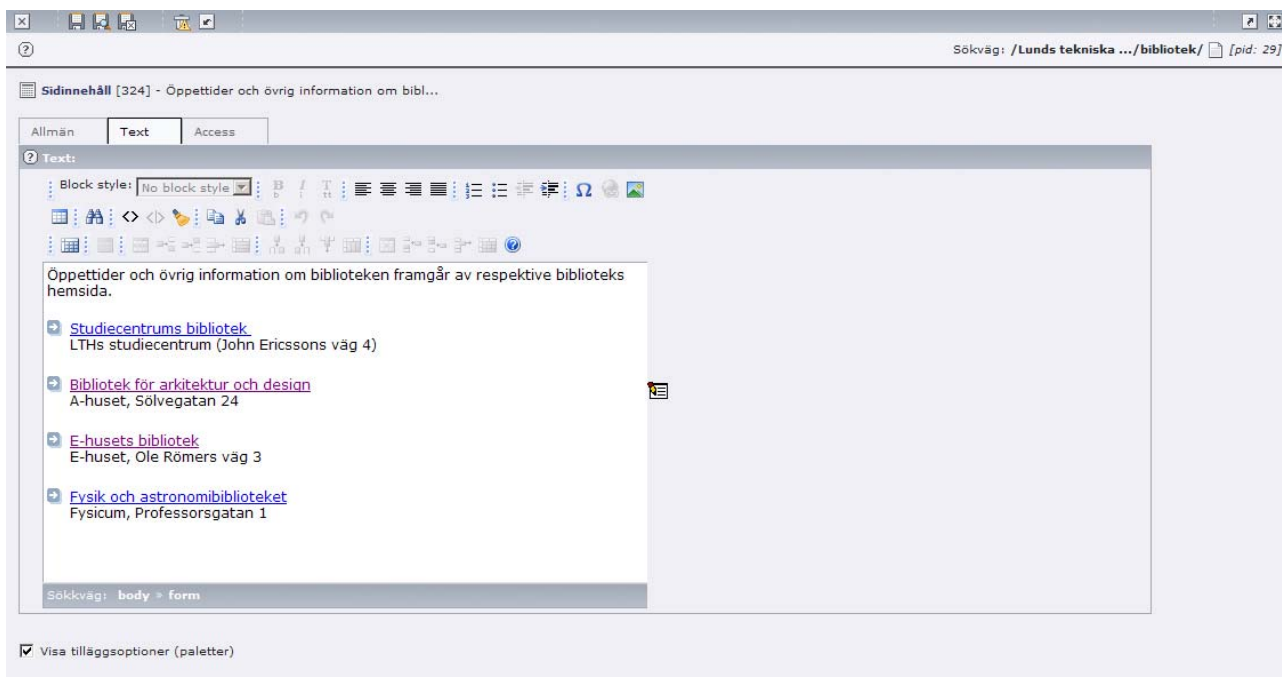 Sökväg: /Lunds tekniska .../bibliotek/ [pid: 29]
Sidinnehåll [324] - Öppettider och övrig information om bibl...
Allmän Text Access
Text:
Block style: No block style
Öppettider och övrig information om biblioteken framgår av respektive biblioteks
hemsida.
Studiecentrums bibliotek
LTHs studiecentrum (John Ericssons väg 4)
Bibliotek för arkitektur och design
A-huset, Sölvegatan 24
E-husets bibliotek
E-huset, Ole Römers väg 3
Fysik och astronomibiblioteket
Fysicum, Professorsgatan 1
Sökkväg: body » form
Visa tilläggsoptioner (paletter)